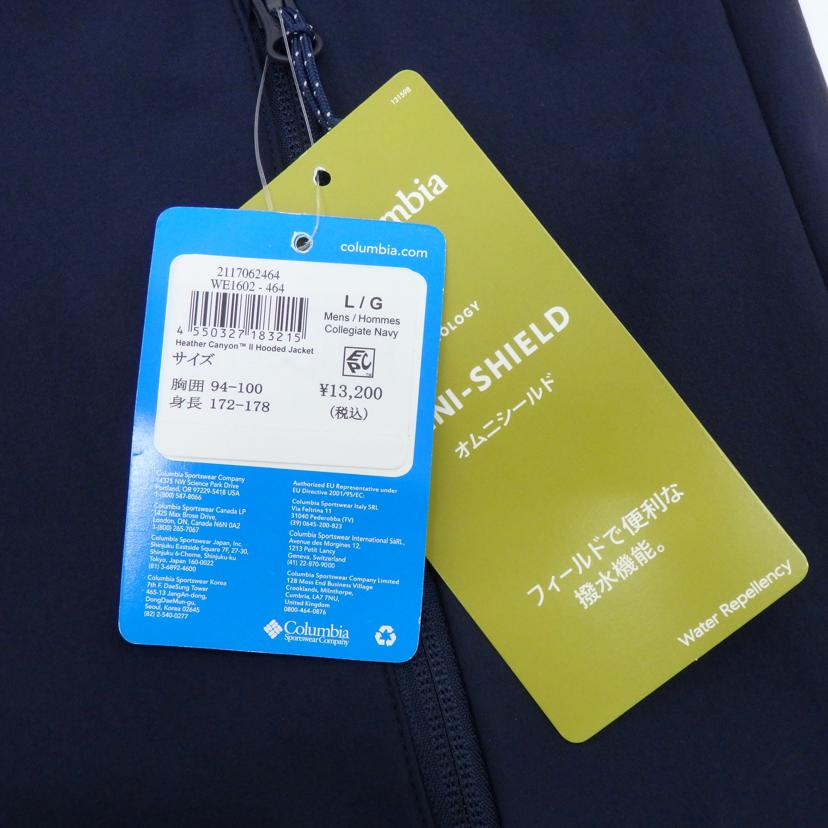 131598
columbia.com
2117062464
WE1602 - 464
4 550327 183215
Heather Canyon™ II Hooded Jacket
L / G
Mens / Hommes
Collegiate Navy
サイズ
胸囲 94-100
身長 172-178
EPC
TM
¥13,200
(税込)
Columbia Sportswear Company
14375 NW Science Park Drive
Portland, OR 97229-5418 USA
1-(800) 547-8066
Columbia Sportswear Canada LP
1425 Max Brose Drive,
London, ON, Canada N6N 0A2
1-(800) 265-7067
Columbia Sportswear Japan, Inc.
Shinjuku Eastside Square 7F, 27-30,
Shinjuku 6-Chome, Shinjuku-ku
Tokyo, Japan 160-0022
(81) 3-6892-4600
Columbia Sportswear Korea
7th F. DaeSung Tower
465-13 JangAn-dong,
DongDaeMun-gu,
Seoul, Korea 02645
(82) 2-540-0277
Authorized EU Representative under
EU Directive 2001/95/EC:
Columbia Sportswear Italy SRL
Via Feltrina 11
31040 Pederobba (TV)
(39) 0645-200-823
Columbia Sportswear International SàRL,
Avenue des Morgines 12,
1213 Petit Lancy
Geneva, Switzerland
(41) 22-870-9000
Columbia Sportswear Company Limited
12B Moss End Business Village
Crooklands, Milnthorpe,
Cumbria, LA7 7NU,
United Kingdom
0800-464-0876
Columbia
Sportswear Company
mbia
OLOGY
NI-SHIELD
オムニシールド
フィールドで便利な
撥水機能。
Water Repellency